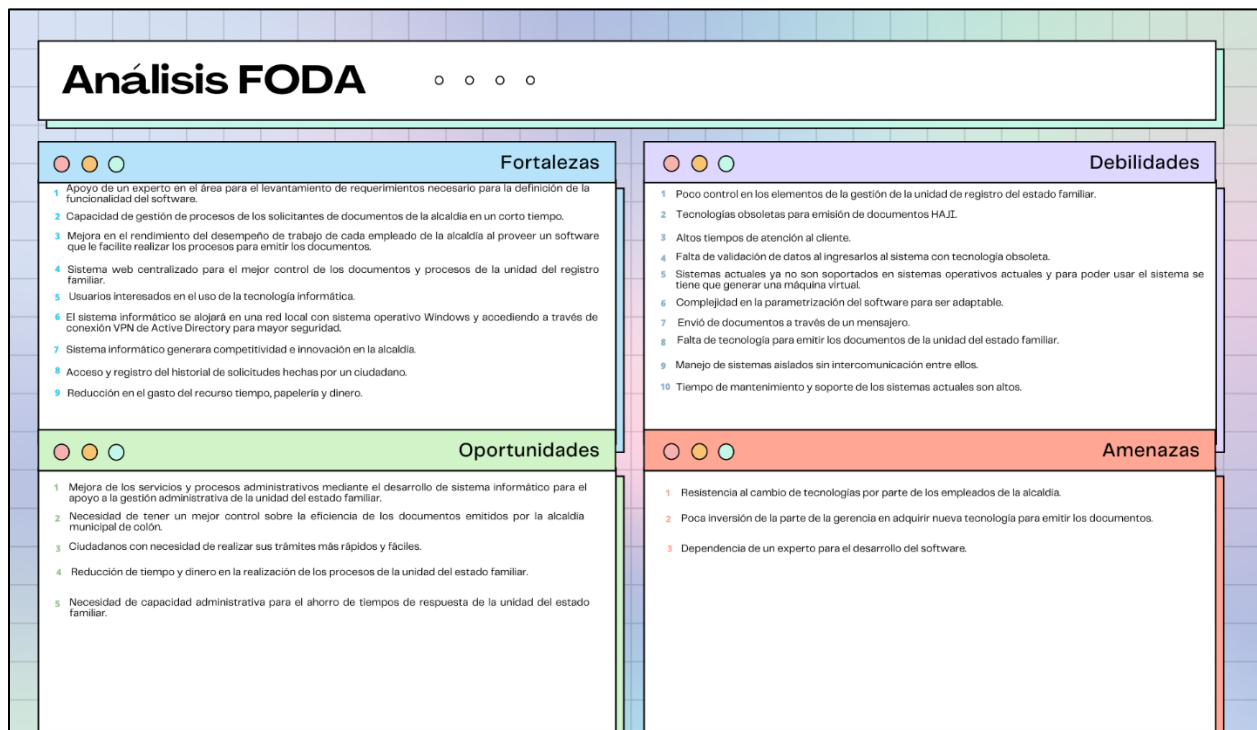 Análisis FODA
Fortalezas
1 Apoyo de un experto en el área para el levantamiento de requerimientos necesario para la definición de la
funcionalidad del software.
2 Capacidad de gestión de procesos de los solicitantes de documentos de la alcaldía en un corto tiempo.
3 Mejora en el rendimiento del desempeño de trabajo de cada empleado de la alcaldía al proveer un software
que le facilite realizar los procesos para emitir los documentos.
4 Sistema web centralizado para el mejor control de los documentos y procesos de la unidad del registro
familiar.
5 Usuarios interesados en el uso de la tecnología informática.
6 El sistema informático se alojará en una red local con sistema operativo Windows y accediendo a través de
conexión VPN de Active Directory para mayor seguridad.
7 Sistema informático generara competitividad e innovación en la alcaldía.
8 Acceso y registro del historial de solicitudes hechas por un ciudadano.
9 Reducción en el gasto del recurso tiempo, papelería y dinero.
Debilidades
1 Poco control en los elementos de la gestión de la unidad de registro del estado familiar.
2 Tecnologías obsoletas para emisión de documentos HAJI.
3 Altos tiempos de atención al cliente.
4 Falta de validación de datos al ingresarlos al sistema con tecnología obsoleta.
5 Sistemas actuales ya no son soportados en sistemas operativos actuales y para poder usar el sistema se
tiene que generar una máquina virtual.
6 Complejidad en la parametrización del software para ser adaptable.
7 Envió de documentos a través de un mensajero.
8 Falta de tecnología para emitir los documentos de la unidad del estado familiar.
9 Manejo de sistemas aislados sin intercomunicación entre ellos.
10 Tiempo de mantenimiento y soporte de los sistemas actuales son altos.
Oportunidades
1 Mejora de los servicios y procesos administrativos mediante el desarrollo de sistema informático para el
apoyo a la gestión administrativa de la unidad del estado familiar.
2 Necesidad de tener un mejor control sobre la eficiencia de los documentos emitidos por la alcaldía
municipal de colón.
3 Ciudadanos con necesidad de realizar sus trámites más rápidos y fáciles.
4 Reducción de tiempo y dinero en la realización de los procesos de la unidad del estado familiar.
5 Necesidad de capacidad administrativa para el ahorro de tiempos de respuesta de la unidad del estado
familiar.
Amenazas
1 Resistencia al cambio de tecnologías por parte de los empleados de la alcaldía.
2 Poca inversión de la parte de la gerencia en adquirir nueva tecnología para emitir los documentos.
3 Dependencia de un experto para el desarrollo del software.